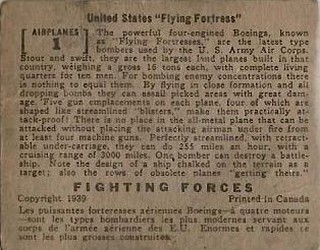 United States "Flying Fortress"
AIRPLANES
1
The powerful four-engined Boeings, known
as "Flying Fortresses," are the latest type
bombers used by the U. S. Army Air Corps.
Stout and swift, they are the largest land planes built in that
country, weighing a gross 16 tons each, with complete living
quarters for ten men. For bombing enemy concentrations there
is nothing to equal them. By flying in close formation and all
dropping bombs they can assail picked areas with great dam-
age. Five gun emplacements on each plane, four of which are
shaped like streamlined "blisters," make them practically at-
tack-proof! There is no place in the all-metal plane that can be
attacked without placing the attacking airman under fire from
at least four machine guns. Perfectly streamlined, with retract-
able under-carriage, they can do 255 miles an hour, with a
cruising range of 3000 miles. One bomber can destroy a battle-
ship. Note the design of a ship chalked on the terrain as a
target; also the rows of obsolete planes "getting theirs."
FIGHTING FORCES
Copyright 1939 Printed in Canada
Les puissantes forteresses aériennes Boeings-à quatre moteurs
-sont les types bombardiers les plus modernes servant aux
corps de l'armée aérienne des E.U. Enormes et rapides ce
sont les plus grosses construites.